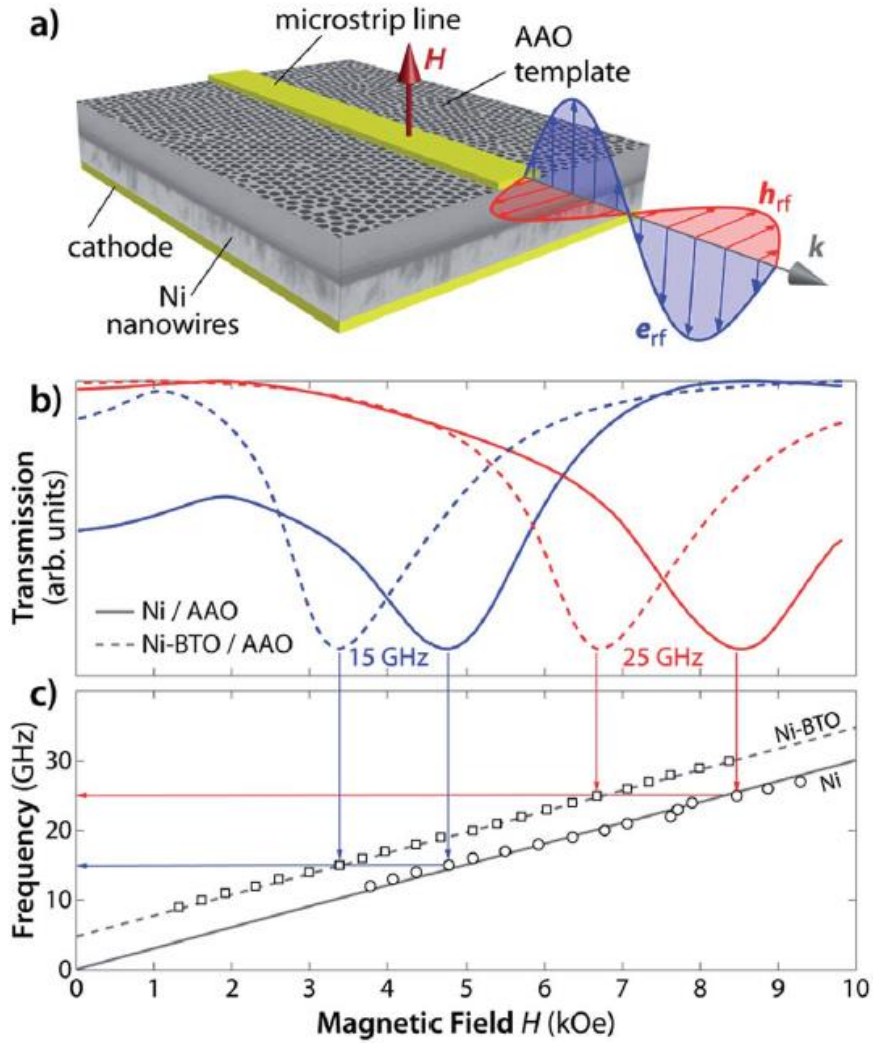 a)
microstrip line
H
AAO
template
h_rf
k
cathode
Ni
nanowires
e_rf
b)
Transmission
(arb. units)
Ni / AAO
Ni-BTO / AAO
15 GHz
25 GHz
c)
Frequency (GHz)
30
20
10
0
Ni-BTO
Ni
0 1 2 3 4 5 6 7 8 9 10
Magnetic Field H (kOe)